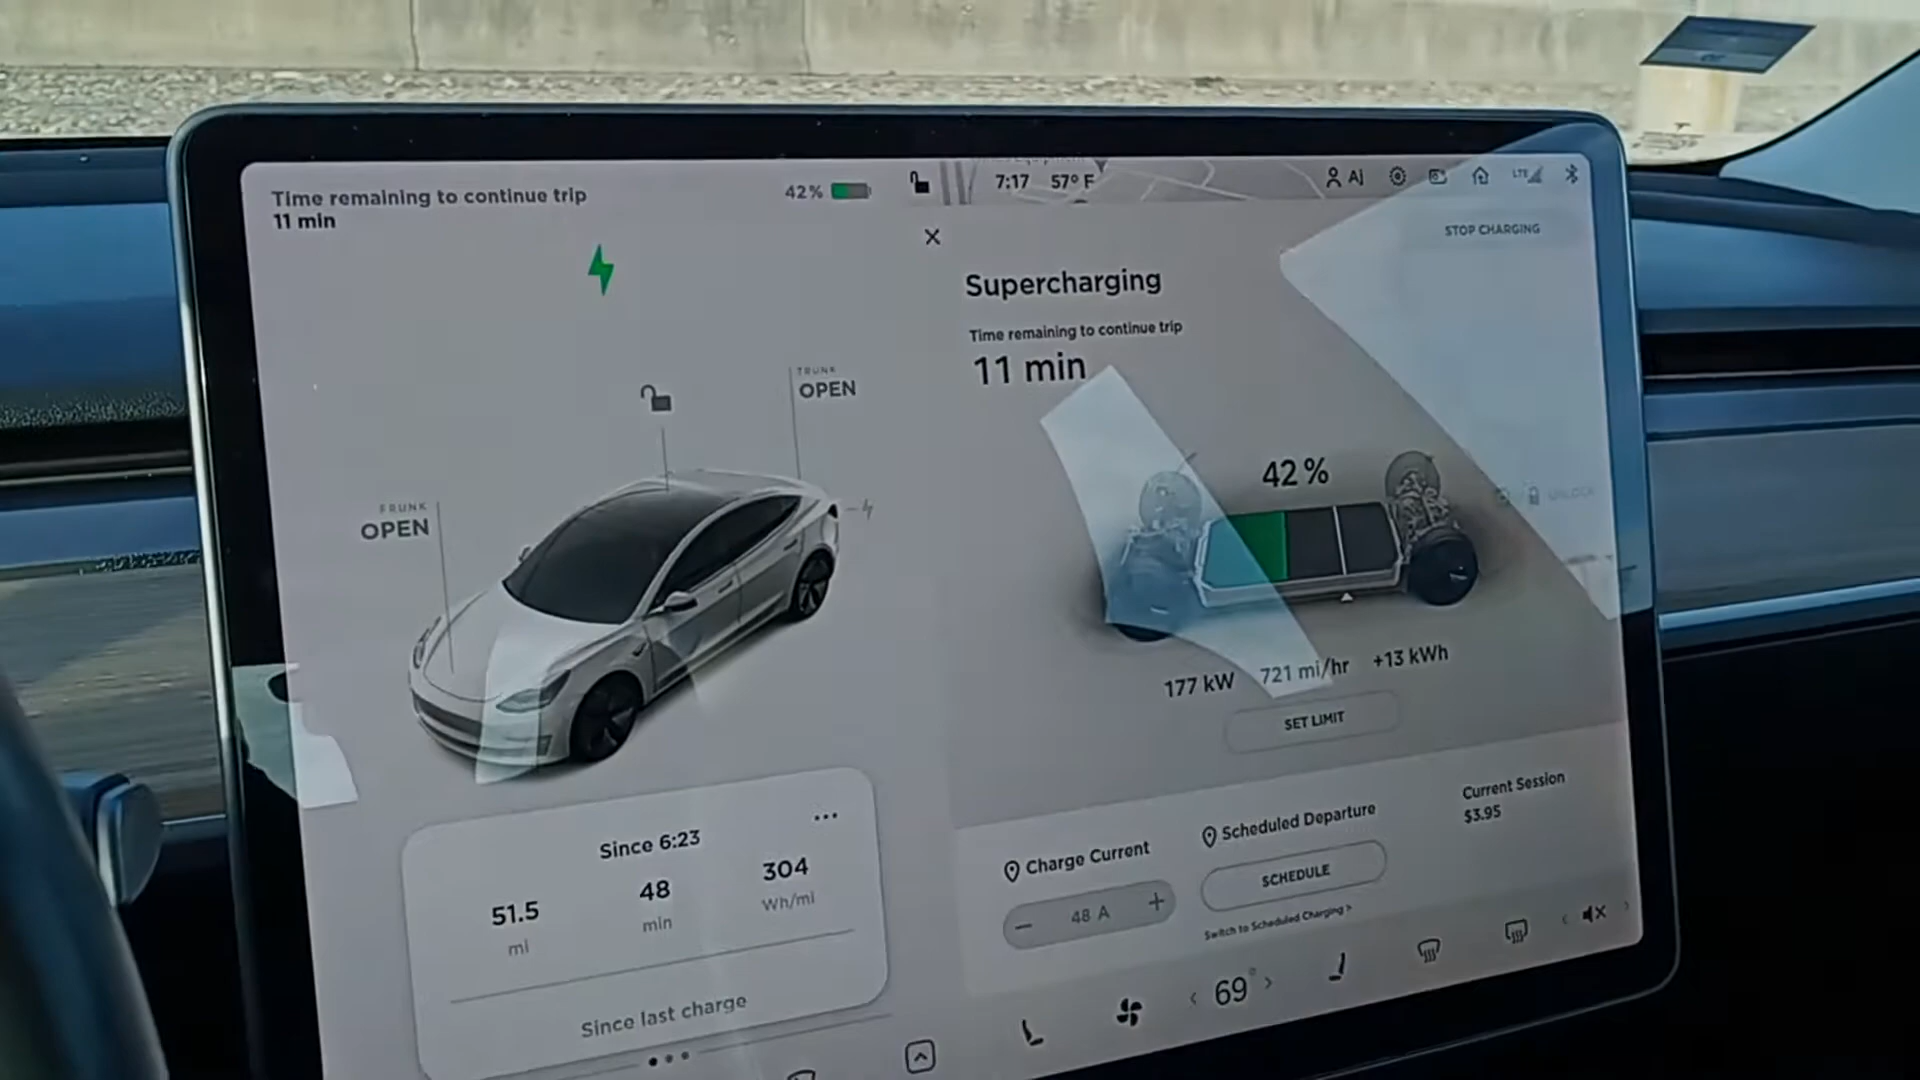 Time remaining to continue trip
11 min
42%
7:17
57° F
Aj
LTE
STOP CHARGING
Supercharging
Time remaining to continue trip
11 min
TRUNK
OPEN
FRUNK
OPEN
42%
177 kW
721 mi/hr
+13 kWh
SET LIMIT
Since 6:23
51.5
mi
48
min
304
Wh/mi
Since last charge
Charge Current
48 A
Scheduled Departure
SCHEDULE
Switch to Scheduled Charging >
Current Session
$3.95
69°